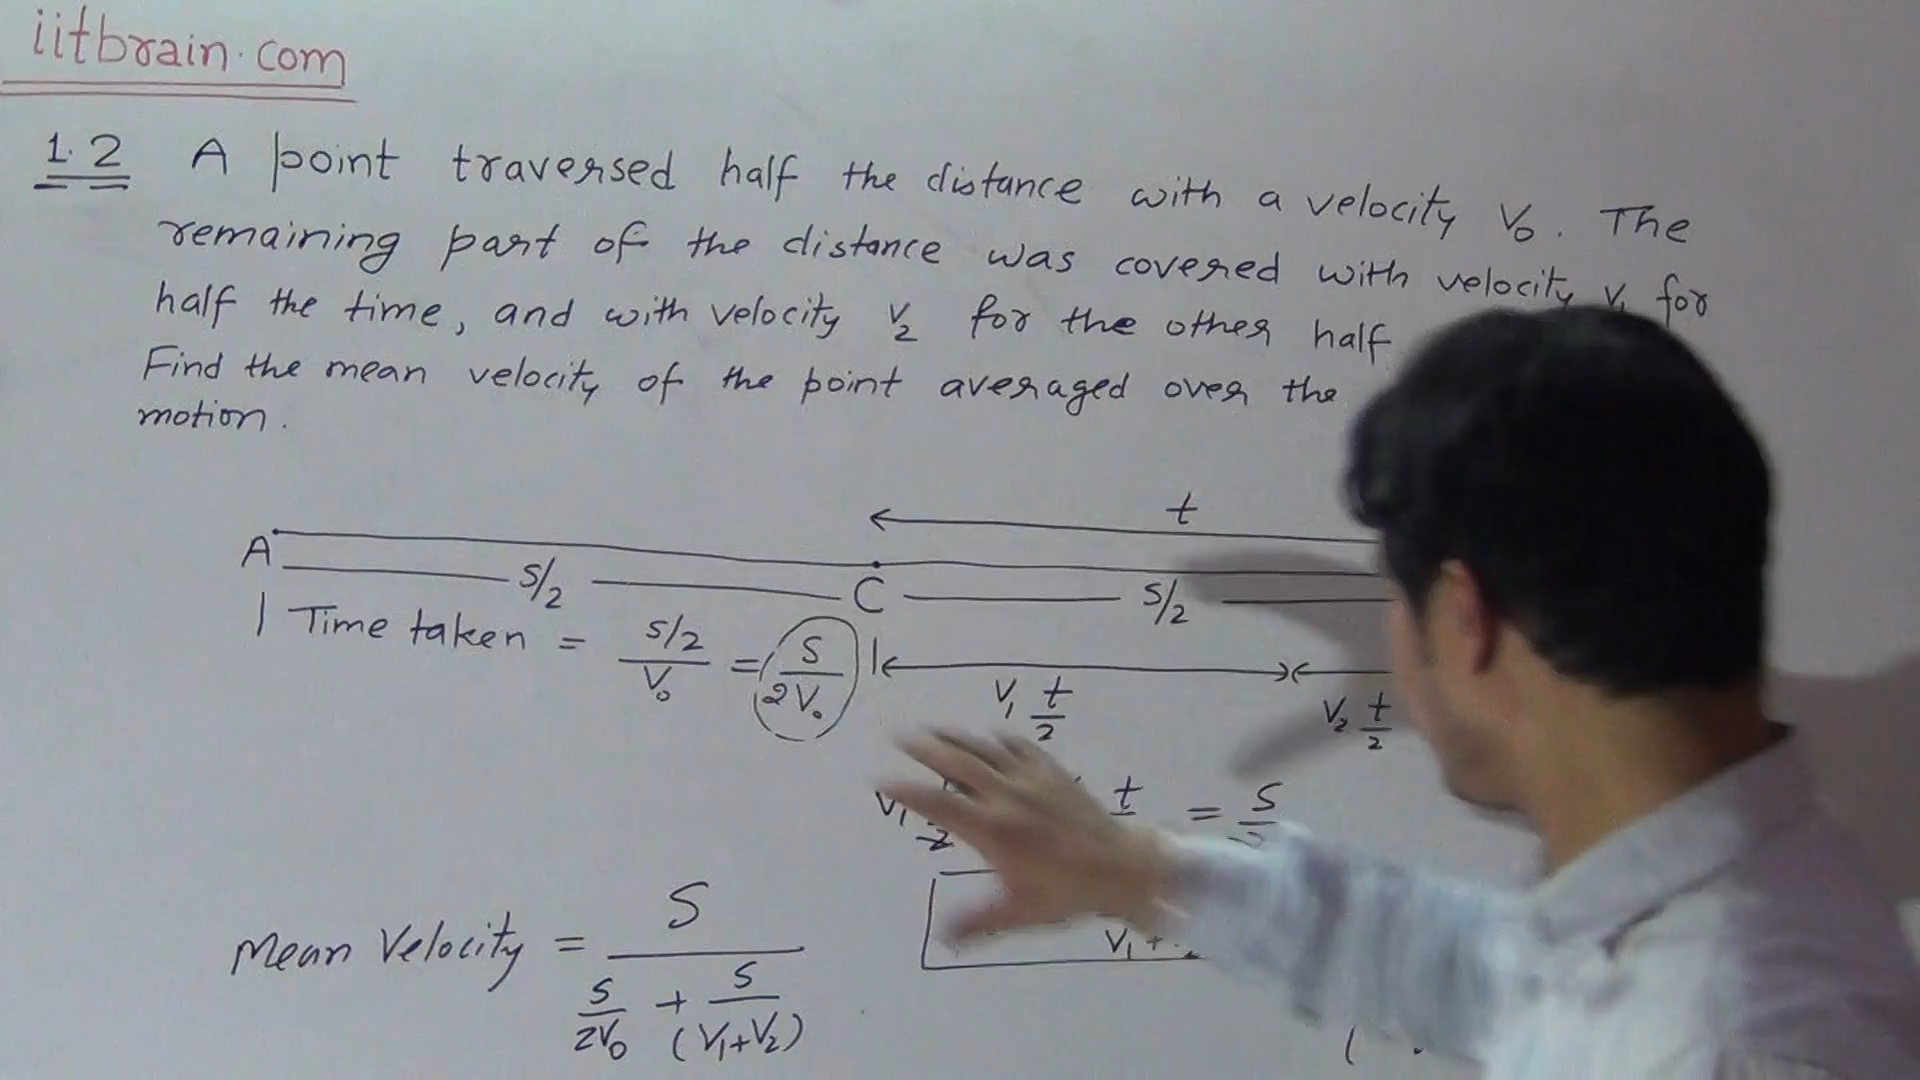 iitbrain.com
1.2 A point traversed half the distance with a velocity V₀. The
remaining part of the distance was covered with velocity V₁ for
half the time, and with velocity V₂ for the other half
Find the mean velocity of the point averaged over the
motion.
t
A S/2 C S/2
| Time taken = S/2 / V₀ = S / 2V₀ |
V₁ t/2 V₂ t/2
V₁ t = S
V₁ +
Mean Velocity = S / (S/2V₀ + S/(V₁+V₂))